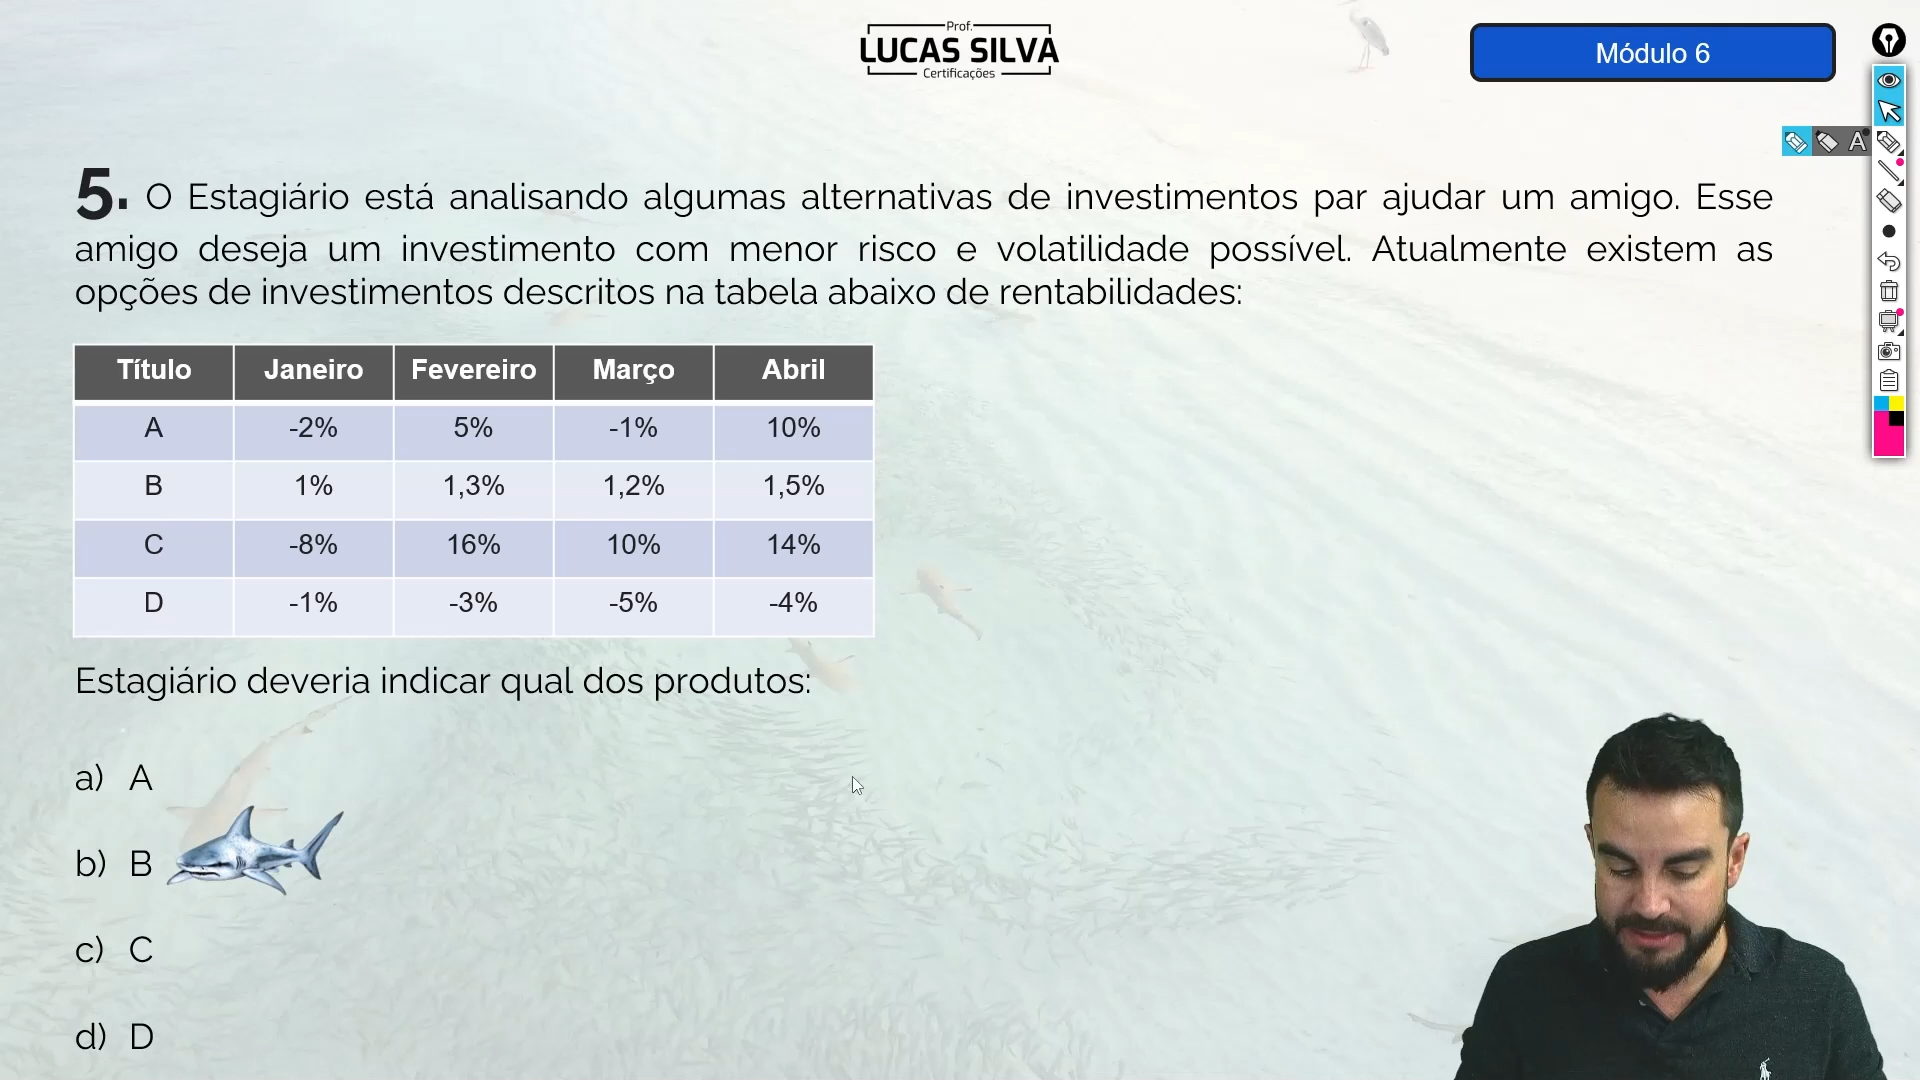 Prof.
LUCAS SILVA
Certificações
Módulo 6
A
5. O Estagiário está analisando algumas alternativas de investimentos par ajudar um amigo. Esse
amigo deseja um investimento com menor risco e volatilidade possível. Atualmente existem as
opções de investimentos descritos na tabela abaixo de rentabilidades:
Título Janeiro Fevereiro Março Abril
A -2% 5% -1% 10%
B 1% 1,3% 1,2% 1,5%
C -8% 16% 10% 14%
D -1% -3% -5% -4%
Estagiário deveria indicar qual dos produtos:
a) A
b) B
c) C
d) D